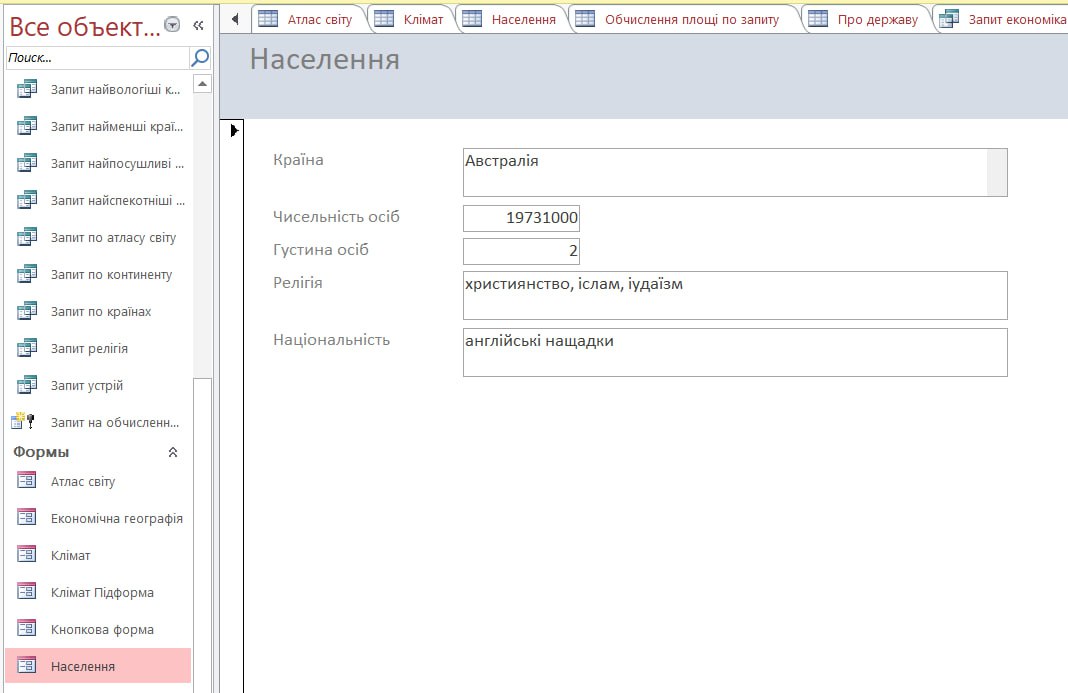 Все объект...
Поиск...
Запит найвологіші к...
Запит найменші краї...
Запит найпосушливі ...
Запит найспекотніші ...
Запит по атласу світу
Запит по континенту
Запит по країнах
Запит релігія
Запит устрій
Запит на обчисленн...
Формы
Атлас світу
Економічна географія
Клімат
Клімат Підформа
Кнопкова форма
Населення
Атлас світу
Клімат
Населення
Обчислення площі по запиту
Про державу
Запит економіка
Населення
Країна
Австралія
Чисельність осіб
19731000
Густина осіб
2
Релігія
християнство, іслам, іудаїзм
Національність
англійські нащадки